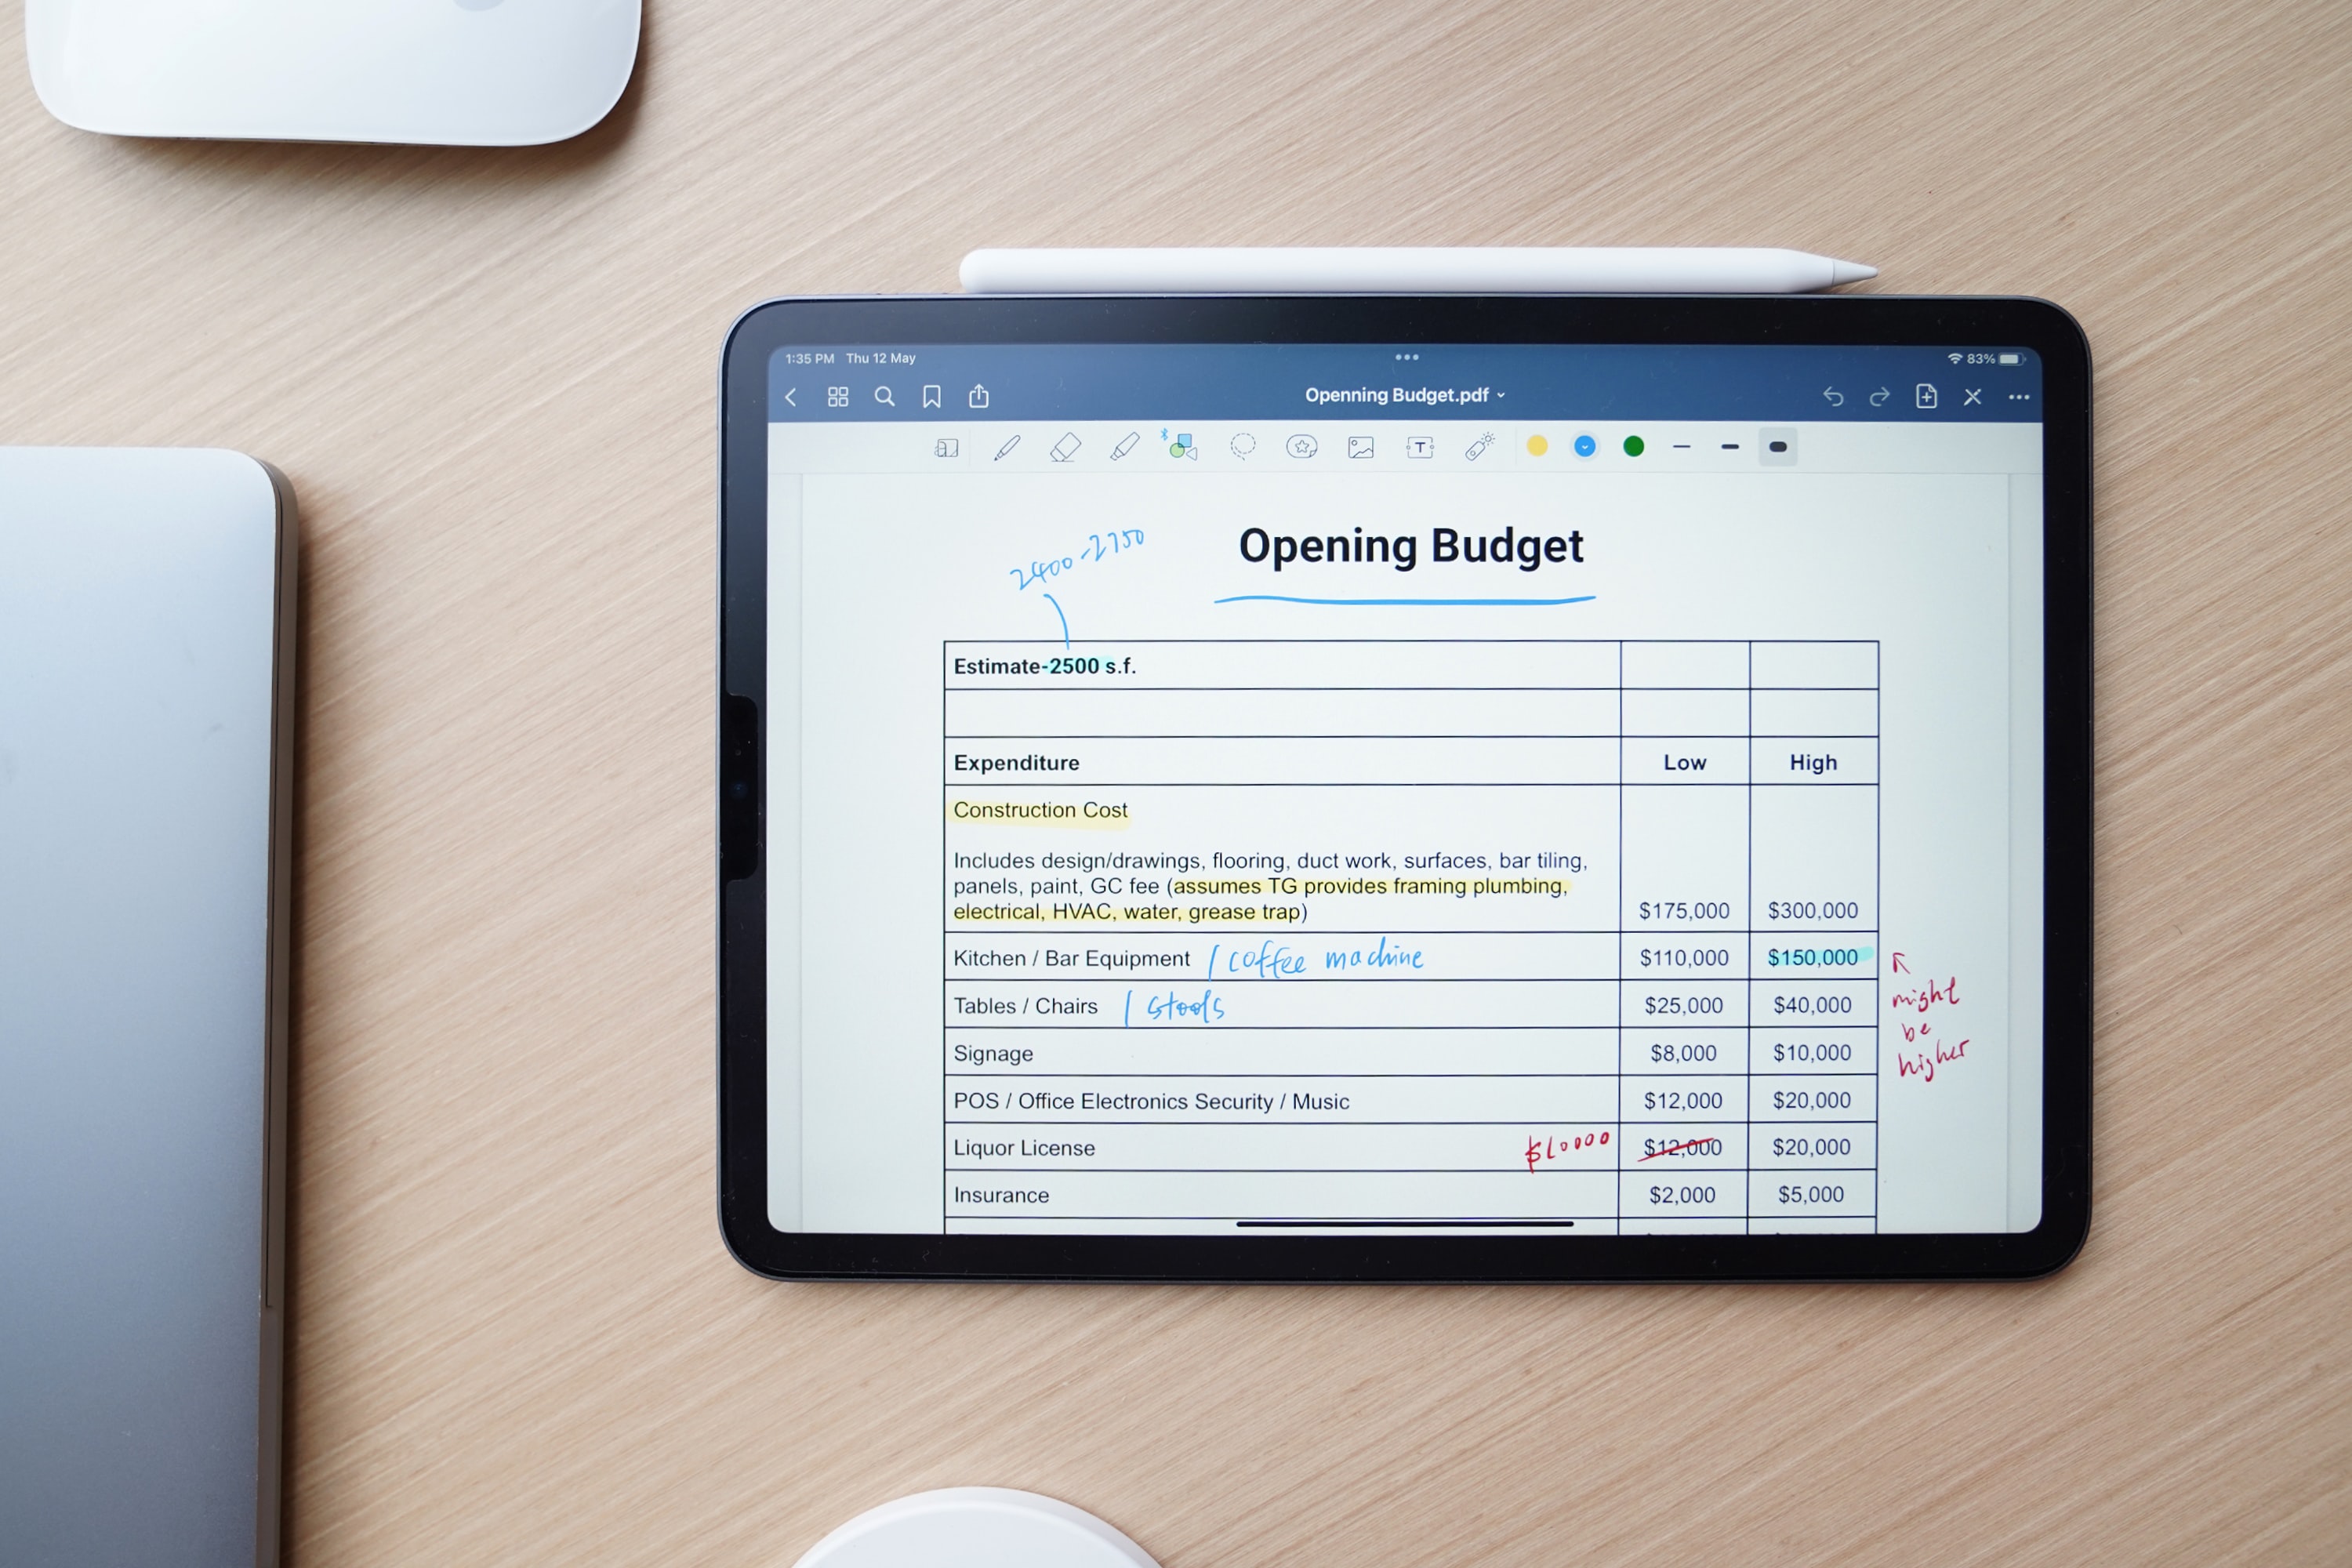 1:35 PM Thu 12 May
83%
Openning Budget.pdf
T
Opening Budget
2400-2750
Estimate-2500 s.f.
Expenditure Low High
Construction Cost
Includes design/drawings, flooring, duct work, surfaces, bar tiling,
panels, paint, GC fee (assumes TG provides framing plumbing,
electrical, HVAC, water, grease trap) $175,000 $300,000
Kitchen / Bar Equipment / coffee machine $110,000 $150,000
might
be
higher
Tables / Chairs / stools $25,000 $40,000
Signage $8,000 $10,000
POS / Office Electronics Security / Music $12,000 $20,000
Liquor License $10000 $12,000 $20,000
Insurance $2,000 $5,000